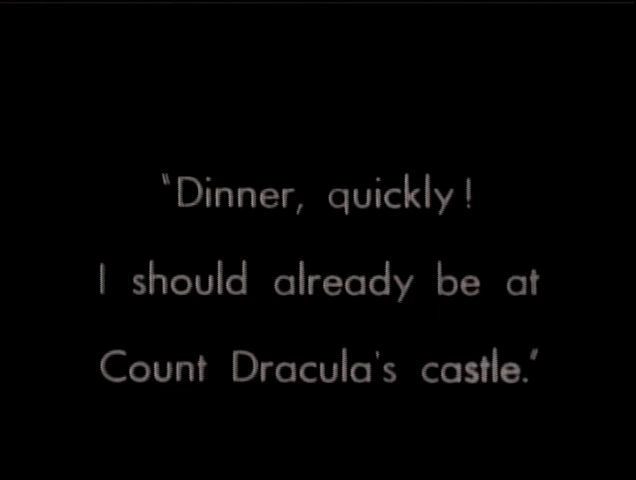 "Dinner, quickly!
I should already be at
Count Dracula's castle.'